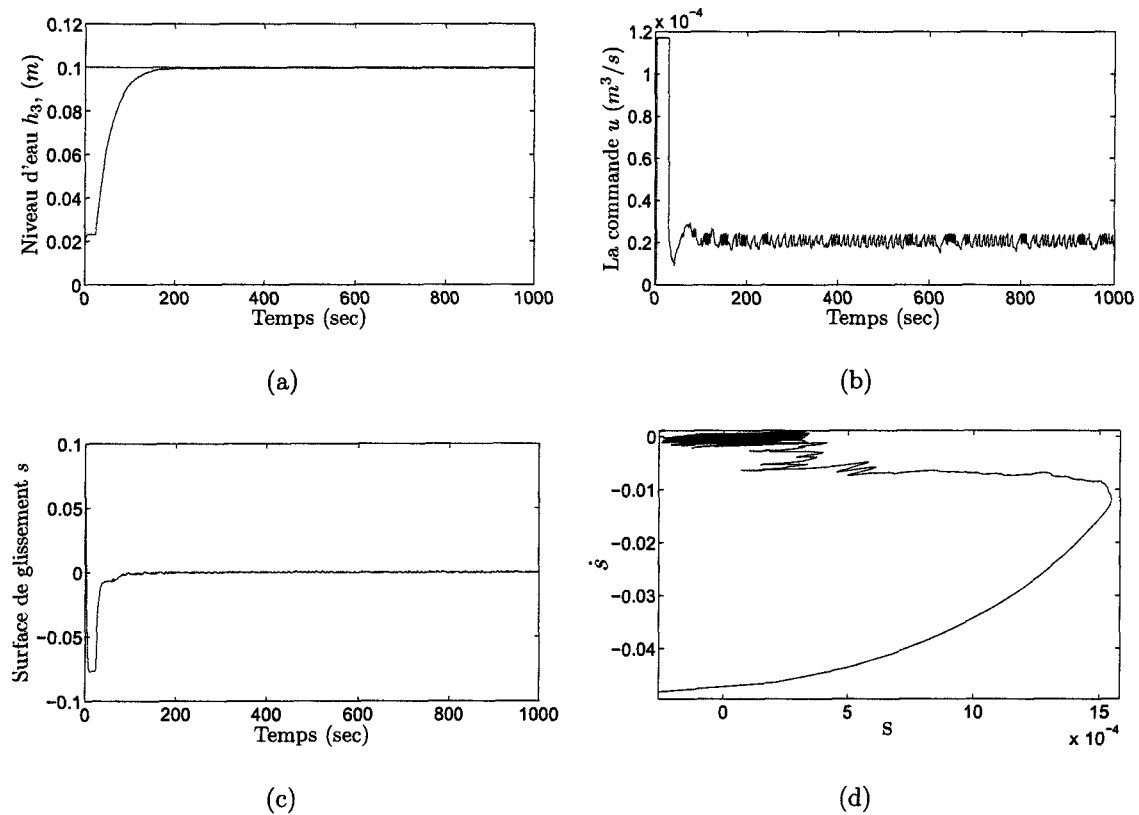 0.12
0.1
0.08
0.06
0.04
0.02
0
Niveau d'eau h₃, (m)
0 200 400 600 800 1000
Temps (sec)
(a)
x 10⁻⁴
1.2
1
0.8
0.6
0.4
0.2
0
La commande u (m³/s)
0 200 400 600 800 1000
Temps (sec)
(b)
0.1
0.05
0
−0.05
−0.1
Surface de glissement s
0 200 400 600 800 1000
Temps (sec)
(c)
0
−0.01
−0.02
−0.03
−0.04
ṡ
0 5 10 15
s
x 10⁻⁴
(d)